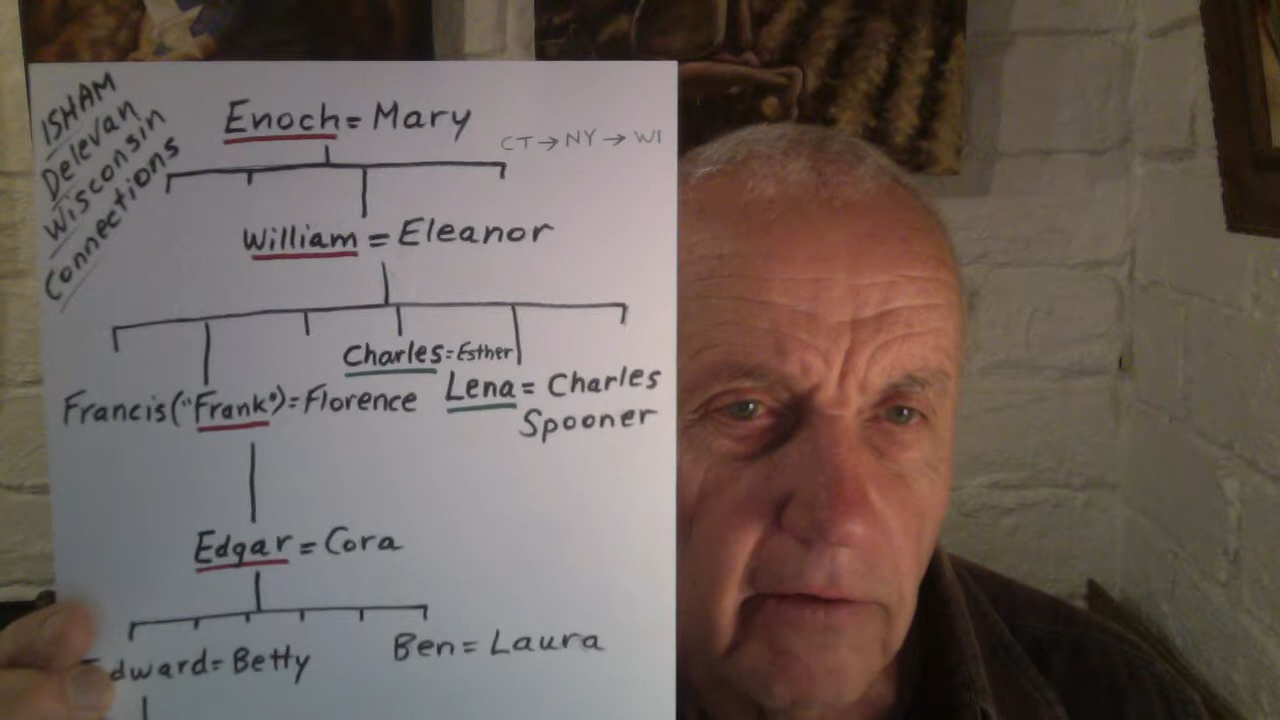 ISHAM
Delevan
Wisconsin
Connections
Enoch = Mary
CT → NY → WI
William = Eleanor
Charles = Esther
Francis ("Frank") = Florence
Lena = Charles
Spooner
Edgar = Cora
dward = Betty
Ben = Laura